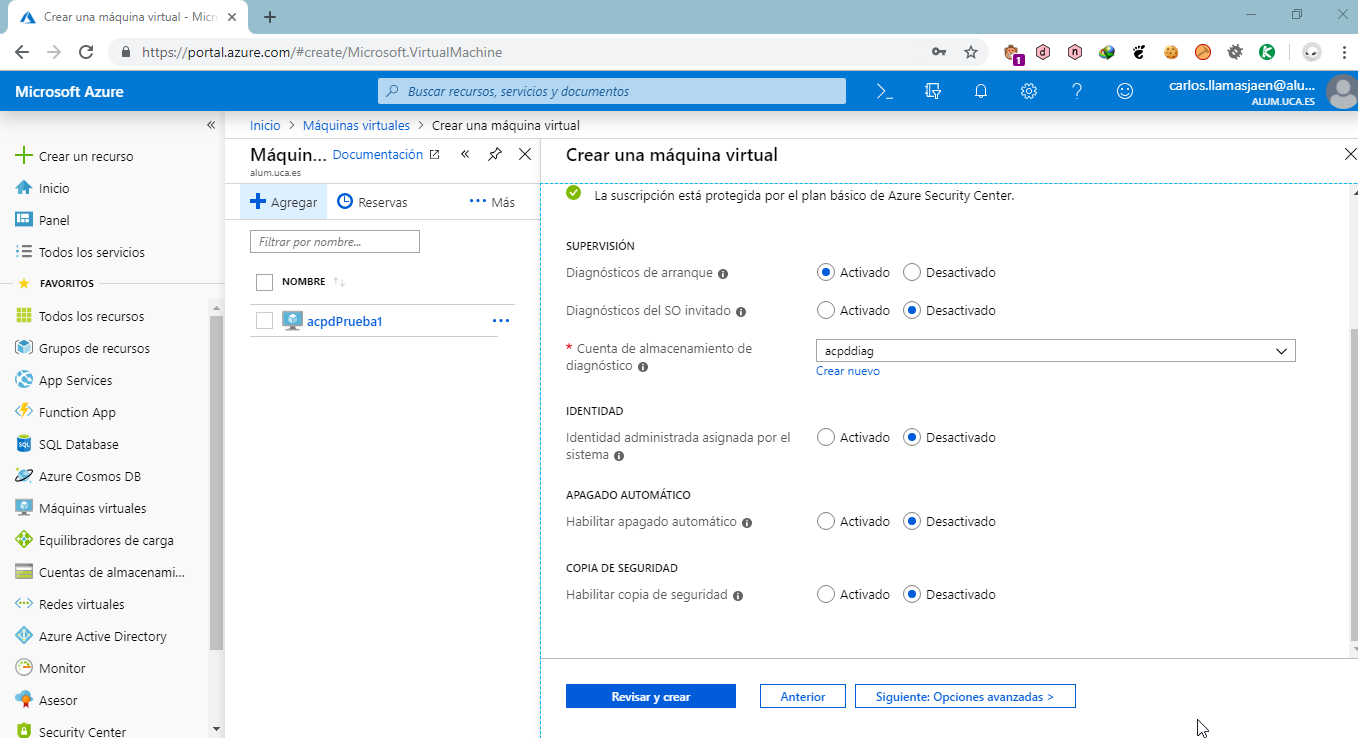 Crear una máquina virtual - Micr
https://portal.azure.com/#create/Microsoft.VirtualMachine
1
Microsoft Azure
Buscar recursos, servicios y documentos
carlos.llamasjaen@alu...
ALUM.UCA.ES
Crear un recurso
Inicio
Panel
Todos los servicios
FAVORITOS
Todos los recursos
Grupos de recursos
App Services
Function App
SQL Database
Azure Cosmos DB
Máquinas virtuales
Equilibradores de carga
Cuentas de almacenami...
Redes virtuales
Azure Active Directory
Monitor
Asesor
Security Center
Inicio > Máquinas virtuales > Crear una máquina virtual
Máquin... Documentación
alum.uca.es
Agregar Reservas ··· Más
Filtrar por nombre...
NOMBRE
acpdPrueba1 ...
Crear una máquina virtual
La suscripción está protegida por el plan básico de Azure Security Center.
SUPERVISIÓN
Diagnósticos de arranque Activado Desactivado
Diagnósticos del SO invitado Activado Desactivado
* Cuenta de almacenamiento de
diagnóstico
acpddiag
Crear nuevo
IDENTIDAD
Identidad administrada asignada por el
sistema
Activado Desactivado
APAGADO AUTOMÁTICO
Habilitar apagado automático Activado Desactivado
COPIA DE SEGURIDAD
Habilitar copia de seguridad Activado Desactivado
Revisar y crear Anterior Siguiente: Opciones avanzadas >